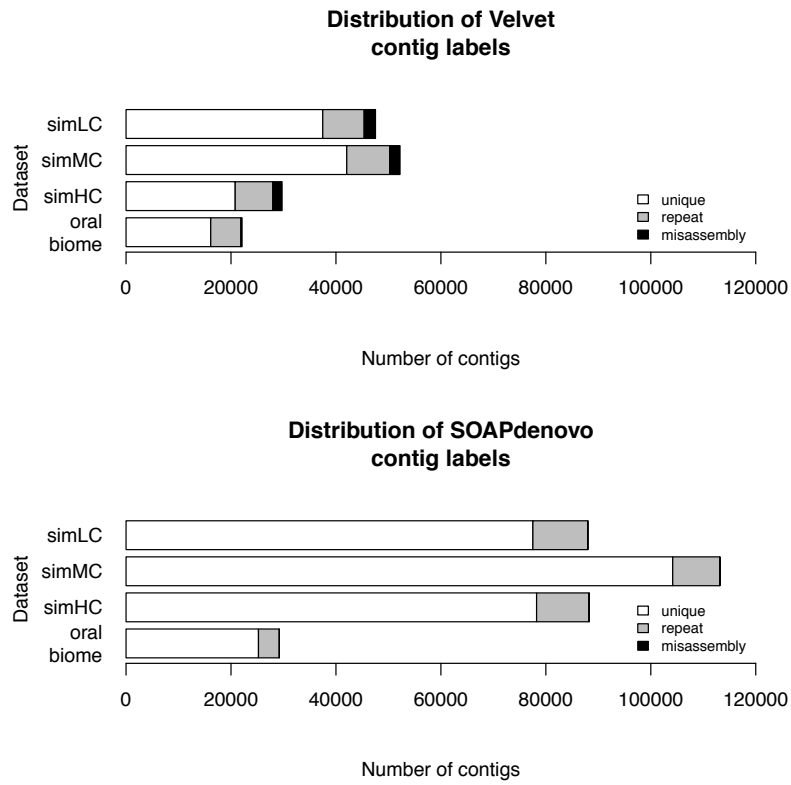 Distribution of Velvet
contig labels
Dataset
simLC
simMC
simHC
oral
biome
unique
repeat
misassembly
0 20000 40000 60000 80000 100000 120000
Number of contigs
Distribution of SOAPdenovo
contig labels
Dataset
simLC
simMC
simHC
oral
biome
unique
repeat
misassembly
0 20000 40000 60000 80000 100000 120000
Number of contigs